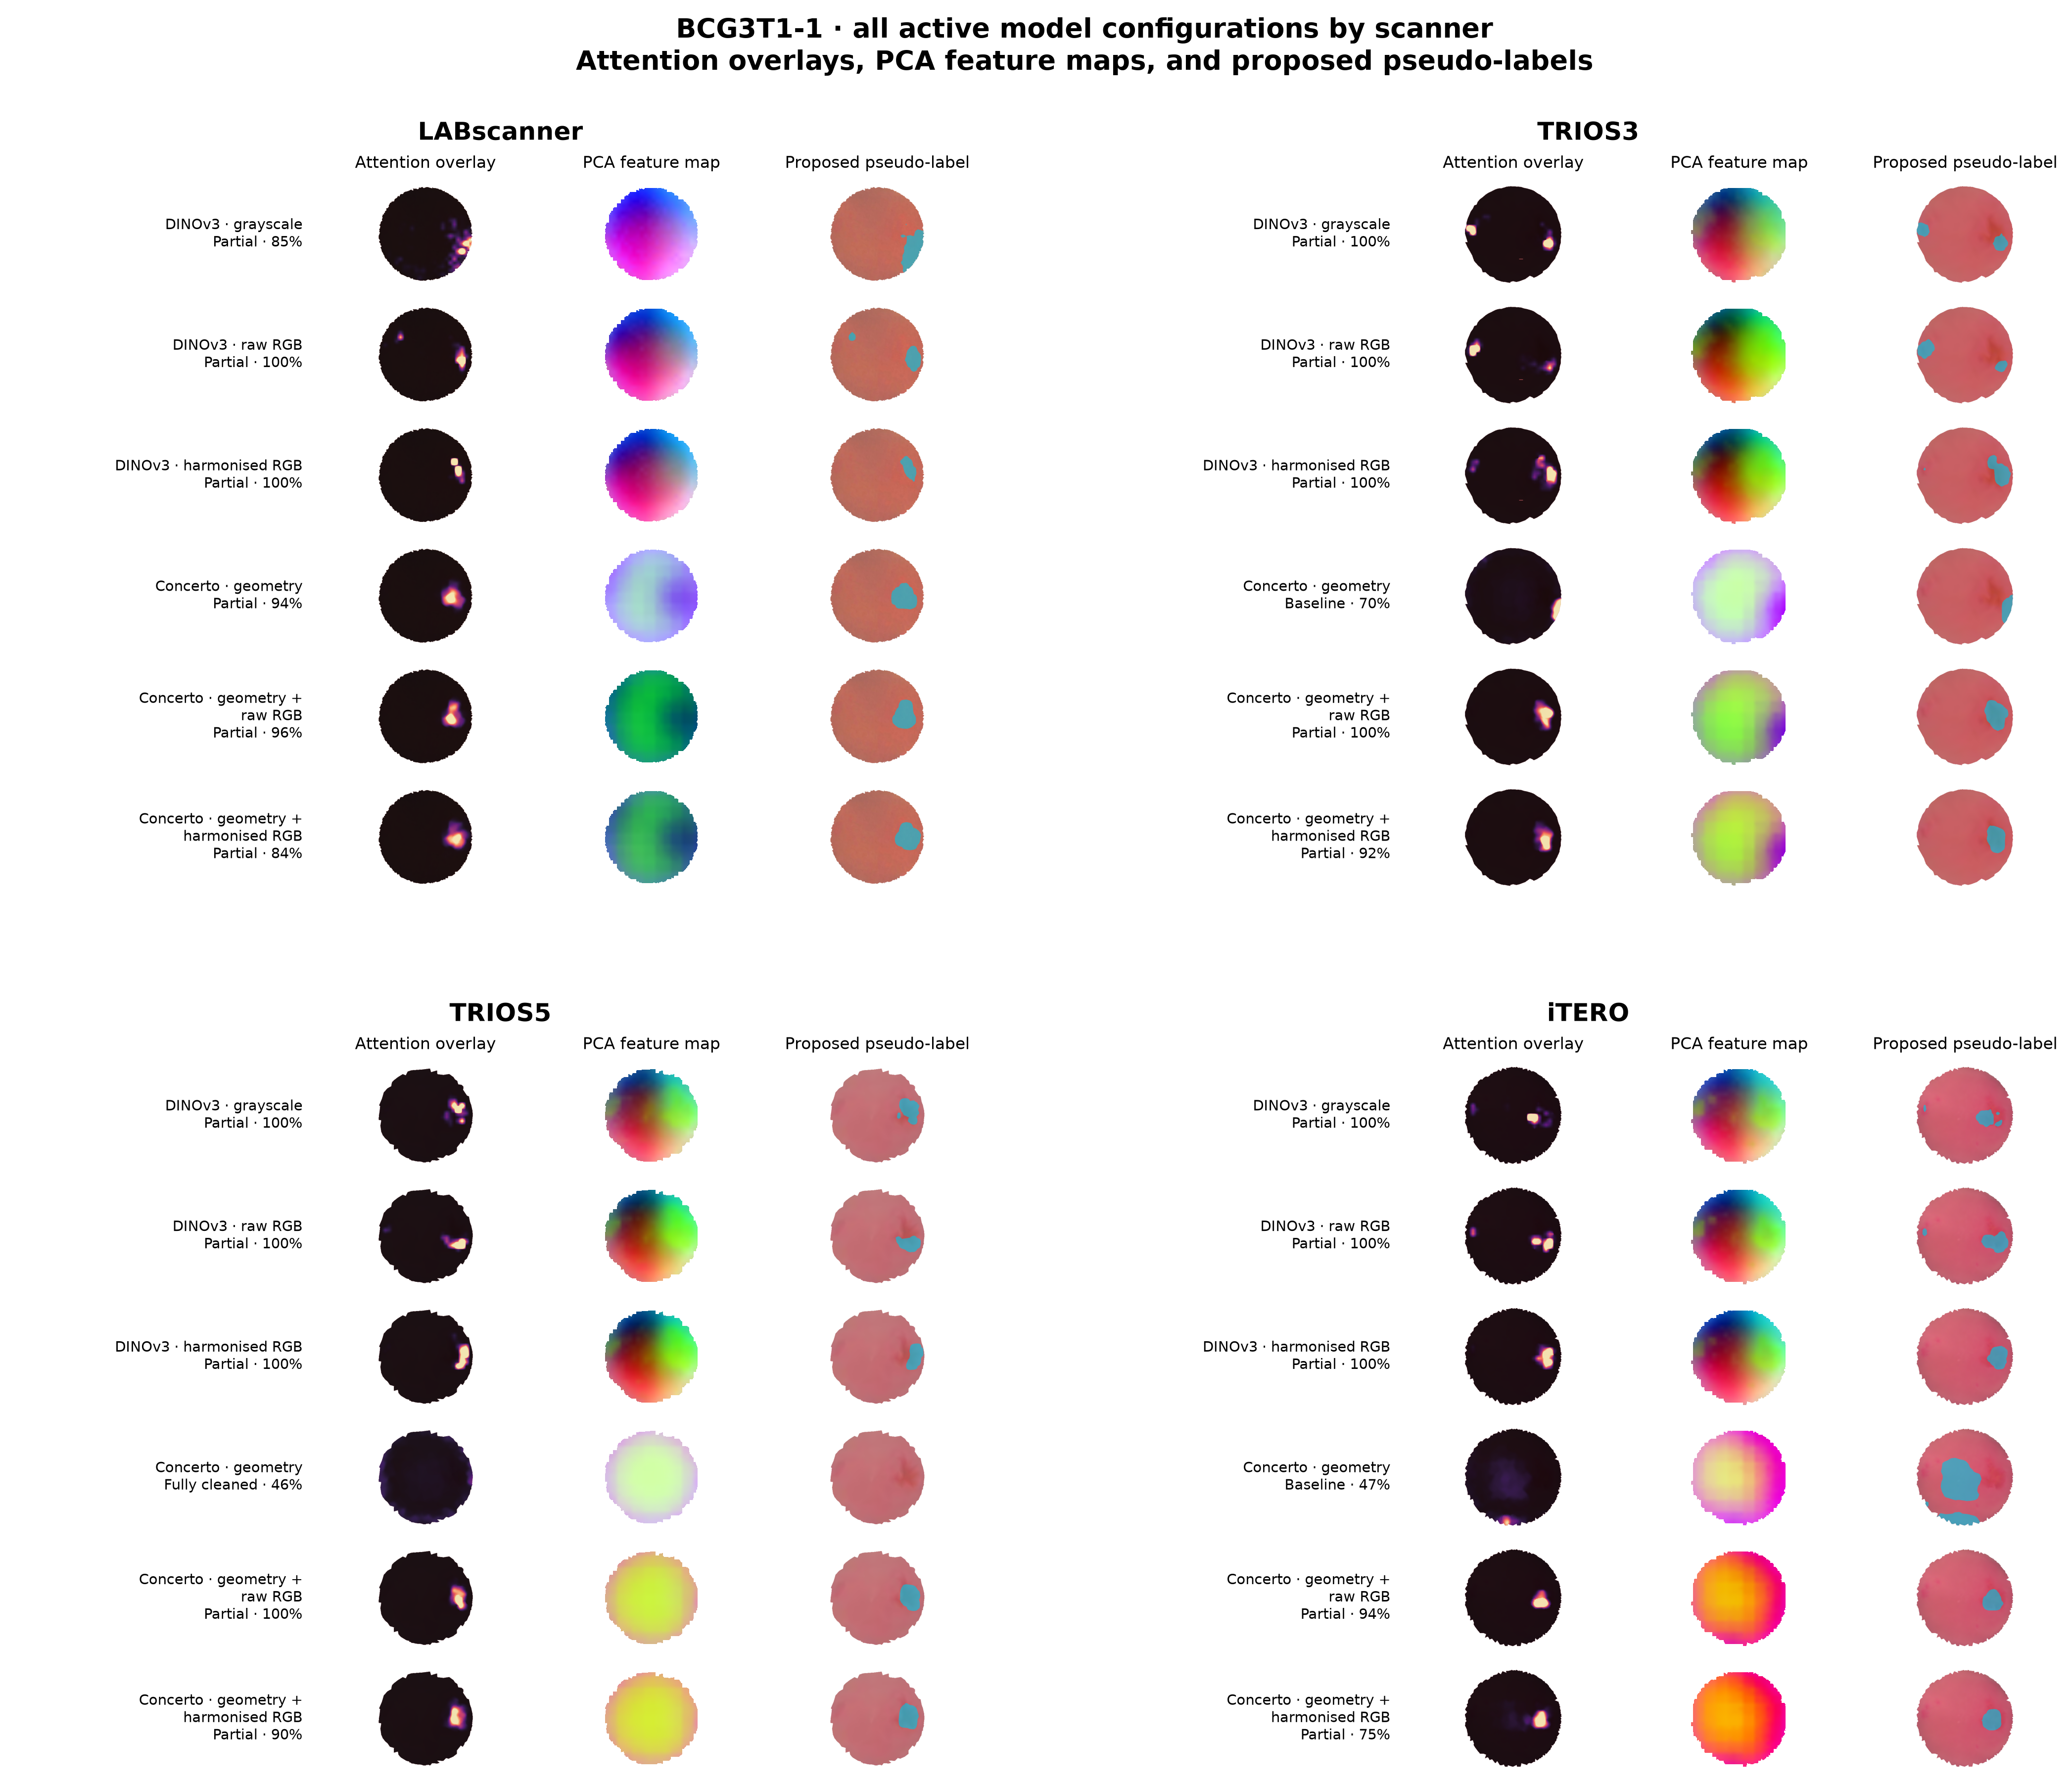 BCG3T1-1 · all active model configurations by scanner
Attention overlays, PCA feature maps, and proposed pseudo-labels
LABscanner
Attention overlay PCA feature map Proposed pseudo-label
DINOv3 · grayscale
Partial · 85%
DINOv3 · raw RGB
Partial · 100%
DINOv3 · harmonised RGB
Partial · 100%
Concerto · geometry
Partial · 94%
Concerto · geometry +
raw RGB
Partial · 96%
Concerto · geometry +
harmonised RGB
Partial · 84%
TRIOS3
Attention overlay PCA feature map Proposed pseudo-label
DINOv3 · grayscale
Partial · 100%
DINOv3 · raw RGB
Partial · 100%
DINOv3 · harmonised RGB
Partial · 100%
Concerto · geometry
Baseline · 70%
Concerto · geometry +
raw RGB
Partial · 100%
Concerto · geometry +
harmonised RGB
Partial · 92%
TRIOS5
Attention overlay PCA feature map Proposed pseudo-label
DINOv3 · grayscale
Partial · 100%
DINOv3 · raw RGB
Partial · 100%
DINOv3 · harmonised RGB
Partial · 100%
Concerto · geometry
Fully cleaned · 46%
Concerto · geometry +
raw RGB
Partial · 100%
Concerto · geometry +
harmonised RGB
Partial · 90%
iTERO
Attention overlay PCA feature map Proposed pseudo-label
DINOv3 · grayscale
Partial · 100%
DINOv3 · raw RGB
Partial · 100%
DINOv3 · harmonised RGB
Partial · 100%
Concerto · geometry
Baseline · 47%
Concerto · geometry +
raw RGB
Partial · 94%
Concerto · geometry +
harmonised RGB
Partial · 75%